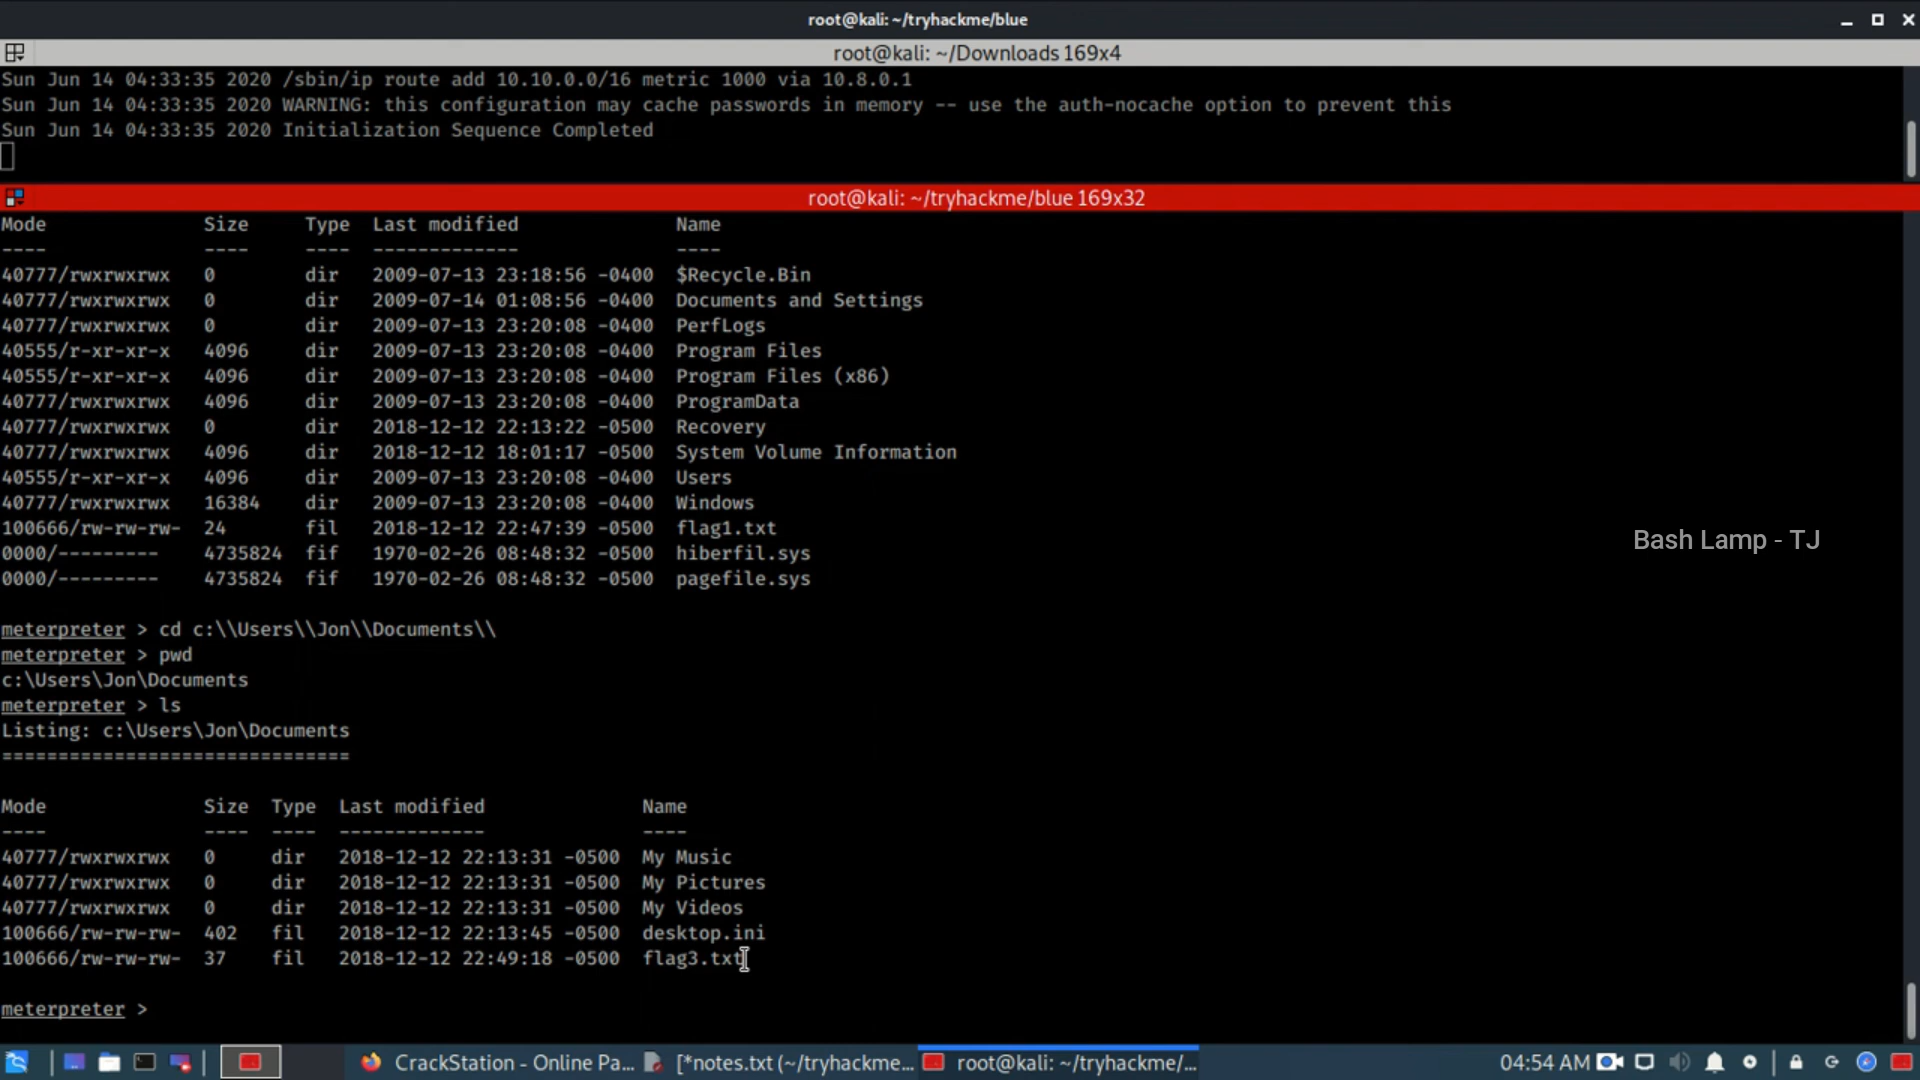 root@kali: ~/tryhackme/blue
root@kali: ~/Downloads 169x4
Sun Jun 14 04:33:35 2020 /sbin/ip route add 10.10.0.0/16 metric 1000 via 10.8.0.1
Sun Jun 14 04:33:35 2020 WARNING: this configuration may cache passwords in memory -- use the auth-nocache option to prevent this
Sun Jun 14 04:33:35 2020 Initialization Sequence Completed
root@kali: ~/tryhackme/blue 169x32
Mode Size Type Last modified Name
---- ---- ---- ------------- ----
40777/rwxrwxrwx 0 dir 2009-07-13 23:18:56 -0400 $Recycle.Bin
40777/rwxrwxrwx 0 dir 2009-07-14 01:08:56 -0400 Documents and Settings
40777/rwxrwxrwx 0 dir 2009-07-13 23:20:08 -0400 PerfLogs
40555/r-xr-xr-x 4096 dir 2009-07-13 23:20:08 -0400 Program Files
40555/r-xr-xr-x 4096 dir 2009-07-13 23:20:08 -0400 Program Files (x86)
40777/rwxrwxrwx 4096 dir 2009-07-13 23:20:08 -0400 ProgramData
40777/rwxrwxrwx 0 dir 2018-12-12 22:13:22 -0500 Recovery
40777/rwxrwxrwx 4096 dir 2018-12-12 18:01:17 -0500 System Volume Information
40555/r-xr-xr-x 4096 dir 2009-07-13 23:20:08 -0400 Users
40777/rwxrwxrwx 16384 dir 2009-07-13 23:20:08 -0400 Windows
100666/rw-rw-rw- 24 fil 2018-12-12 22:47:39 -0500 flag1.txt
0000/--------- 4735824 fif 1970-02-26 08:48:32 -0500 hiberfil.sys
0000/--------- 4735824 fif 1970-02-26 08:48:32 -0500 pagefile.sys
Bash Lamp - TJ
meterpreter > cd c:\\Users\\Jon\\Documents\\
meterpreter > pwd
c:\Users\Jon\Documents
meterpreter > ls
Listing: c:\Users\Jon\Documents
===============================
Mode Size Type Last modified Name
---- ---- ---- ------------- ----
40777/rwxrwxrwx 0 dir 2018-12-12 22:13:31 -0500 My Music
40777/rwxrwxrwx 0 dir 2018-12-12 22:13:31 -0500 My Pictures
40777/rwxrwxrwx 0 dir 2018-12-12 22:13:31 -0500 My Videos
100666/rw-rw-rw- 402 fil 2018-12-12 22:13:45 -0500 desktop.ini
100666/rw-rw-rw- 37 fil 2018-12-12 22:49:18 -0500 flag3.txt
meterpreter >
CrackStation - Online Pa... [*notes.txt (~/tryhackme... root@kali: ~/tryhackme/... 04:54 AM